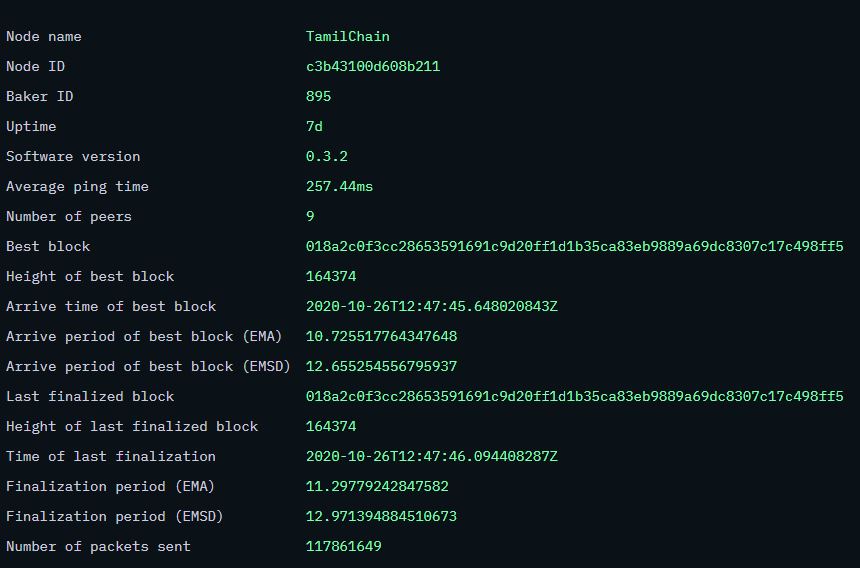 Node name TamilChain
Node ID c3b43100d608b211
Baker ID 895
Uptime 7d
Software version 0.3.2
Average ping time 257.44ms
Number of peers 9
Best block 018a2c0f3cc28653591691c9d20ff1d1b35ca83eb9889a69dc8307c17c498ff5
Height of best block 164374
Arrive time of best block 2020-10-26T12:47:45.648020843Z
Arrive period of best block (EMA) 10.725517764347648
Arrive period of best block (EMSD) 12.655254556795937
Last finalized block 018a2c0f3cc28653591691c9d20ff1d1b35ca83eb9889a69dc8307c17c498ff5
Height of last finalized block 164374
Time of last finalization 2020-10-26T12:47:46.094408287Z
Finalization period (EMA) 11.29779242847582
Finalization period (EMSD) 12.971394884510673
Number of packets sent 117861649